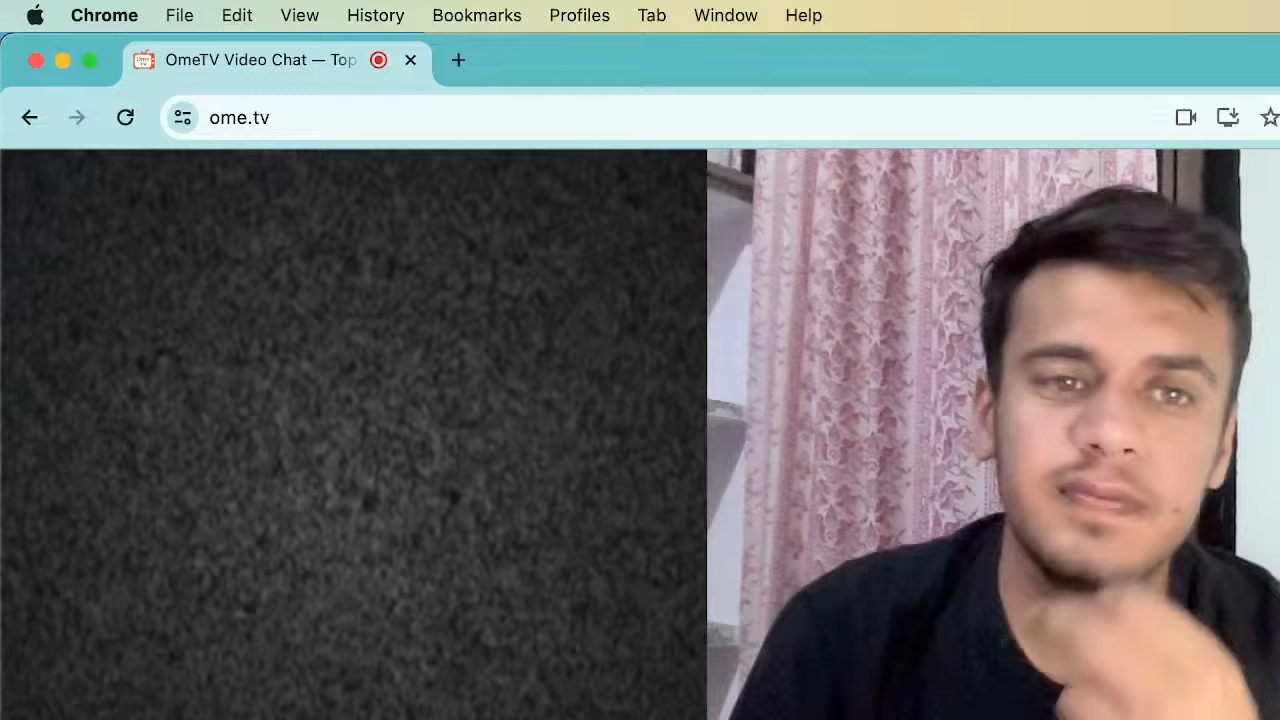 Chrome File Edit View History Bookmarks Profiles Tab Window Help
OmeTV Video Chat — Top
ome.tv